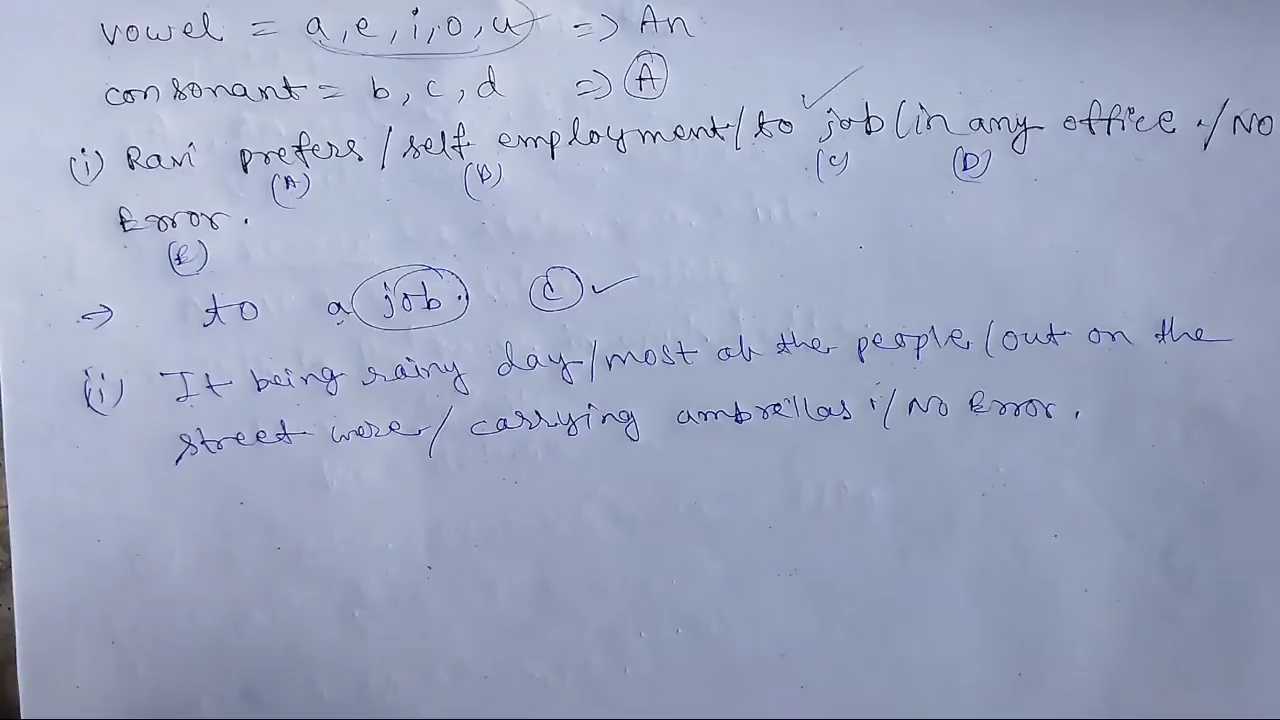 vowel = a, e, i, o, u => An
consonant = b, c, d => A
(i) Ravi prefers / self employment / to job / in any office . / No
(A) (B) (C) (D)
Error.
(E)
=> to a job. C ✓
(ii) It being rainy day / most of the people / out on the
street were / carrying umbrellas . / No Error .